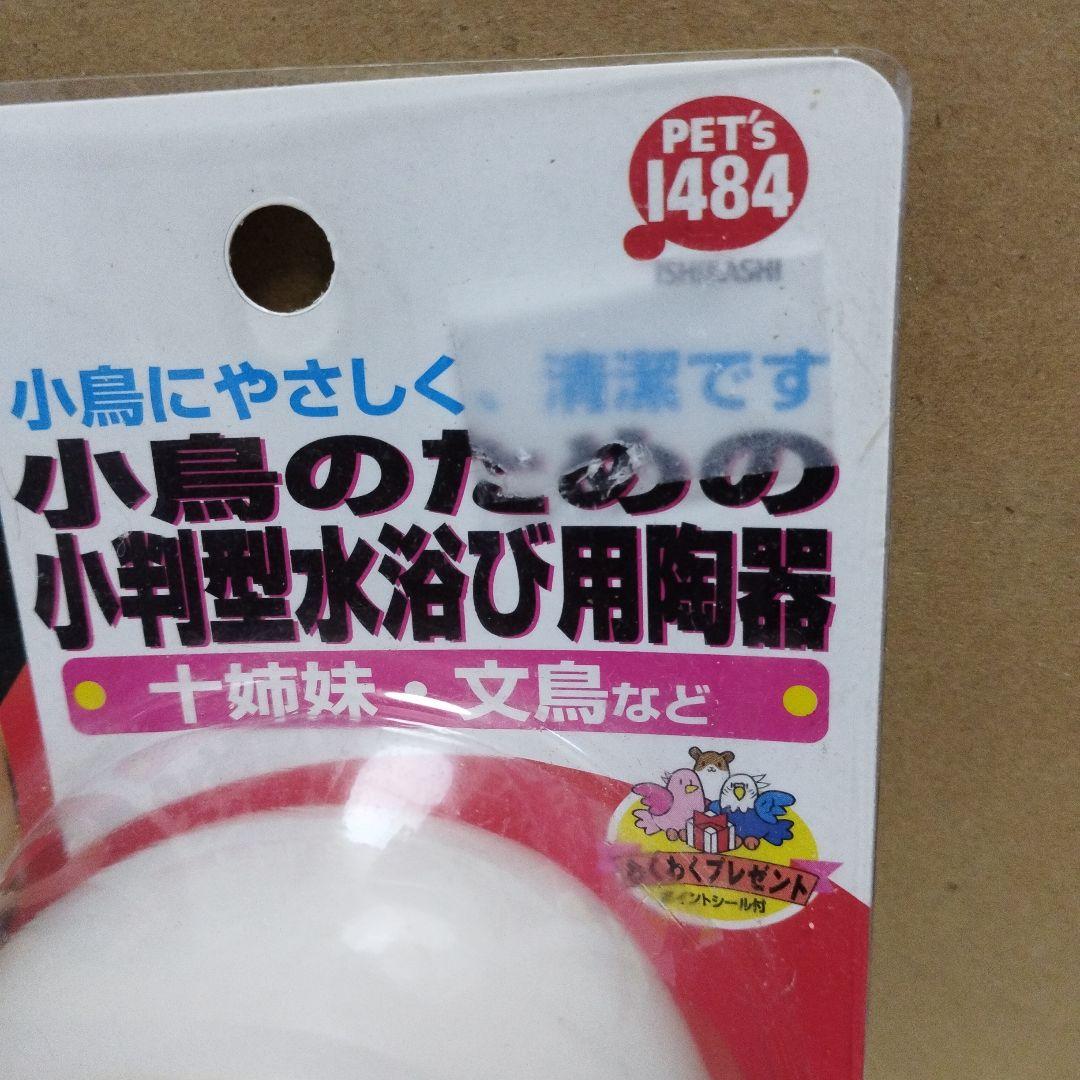 PET's
1484
ISHIBASHI
小鳥にやさしく、清潔です
小鳥のための
小判型水浴び用陶器
十姉妹・文鳥など
わくわくプレゼント
ポイントシール付